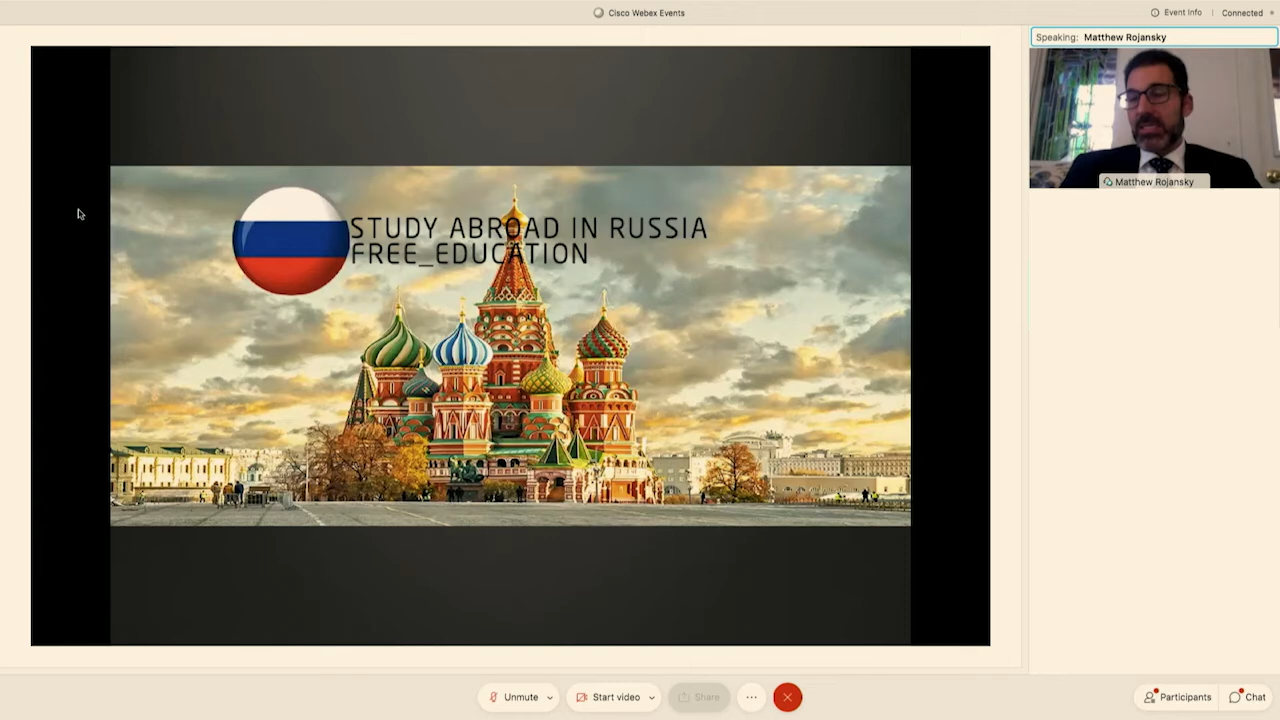 Cisco Webex Events
Event Info
Connected
Speaking: Matthew Rojansky
Matthew Rojansky
STUDY ABROAD IN RUSSIA
FREE_EDUCATION
Unmute
Start video
Share
Participants
Chat